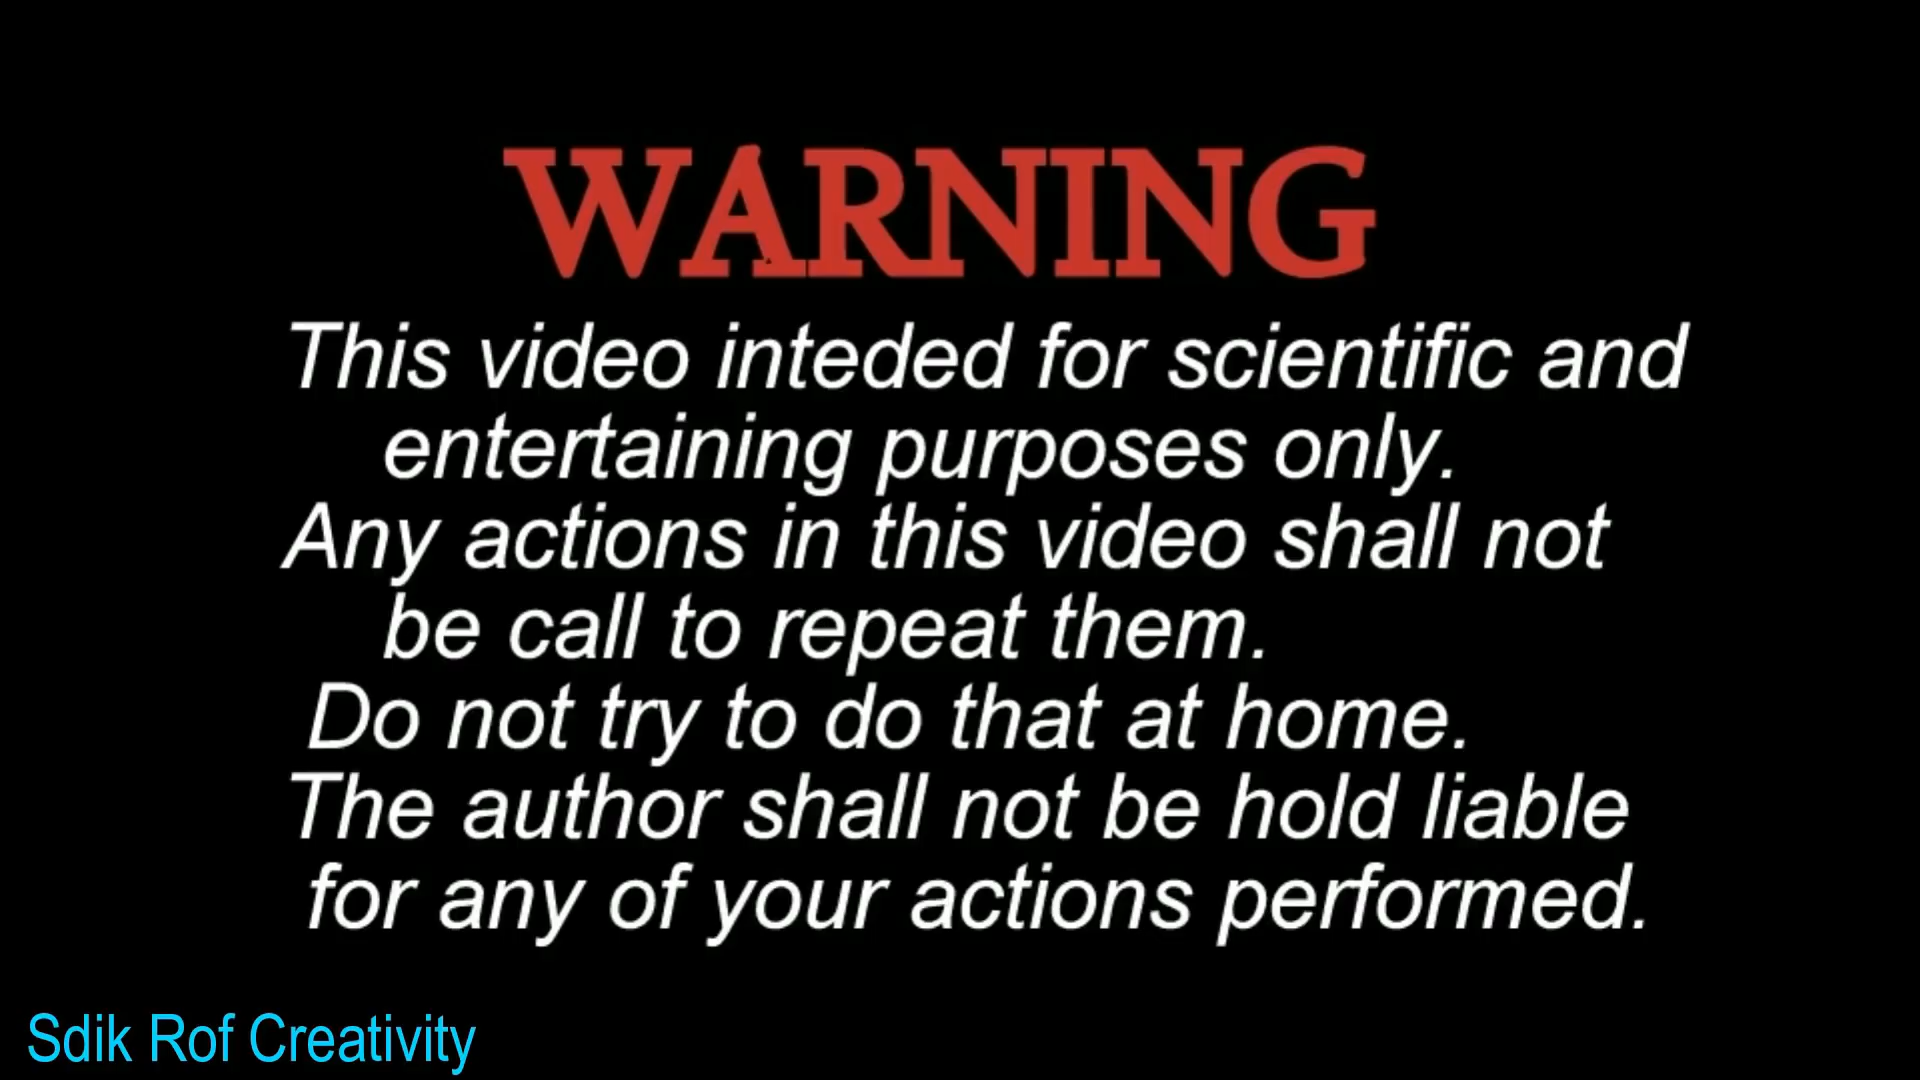 WARNING
This video inteded for scientific and
entertaining purposes only.
Any actions in this video shall not
be call to repeat them.
Do not try to do that at home.
The author shall not be hold liable
for any of your actions performed.
Sdik Rof Creativity